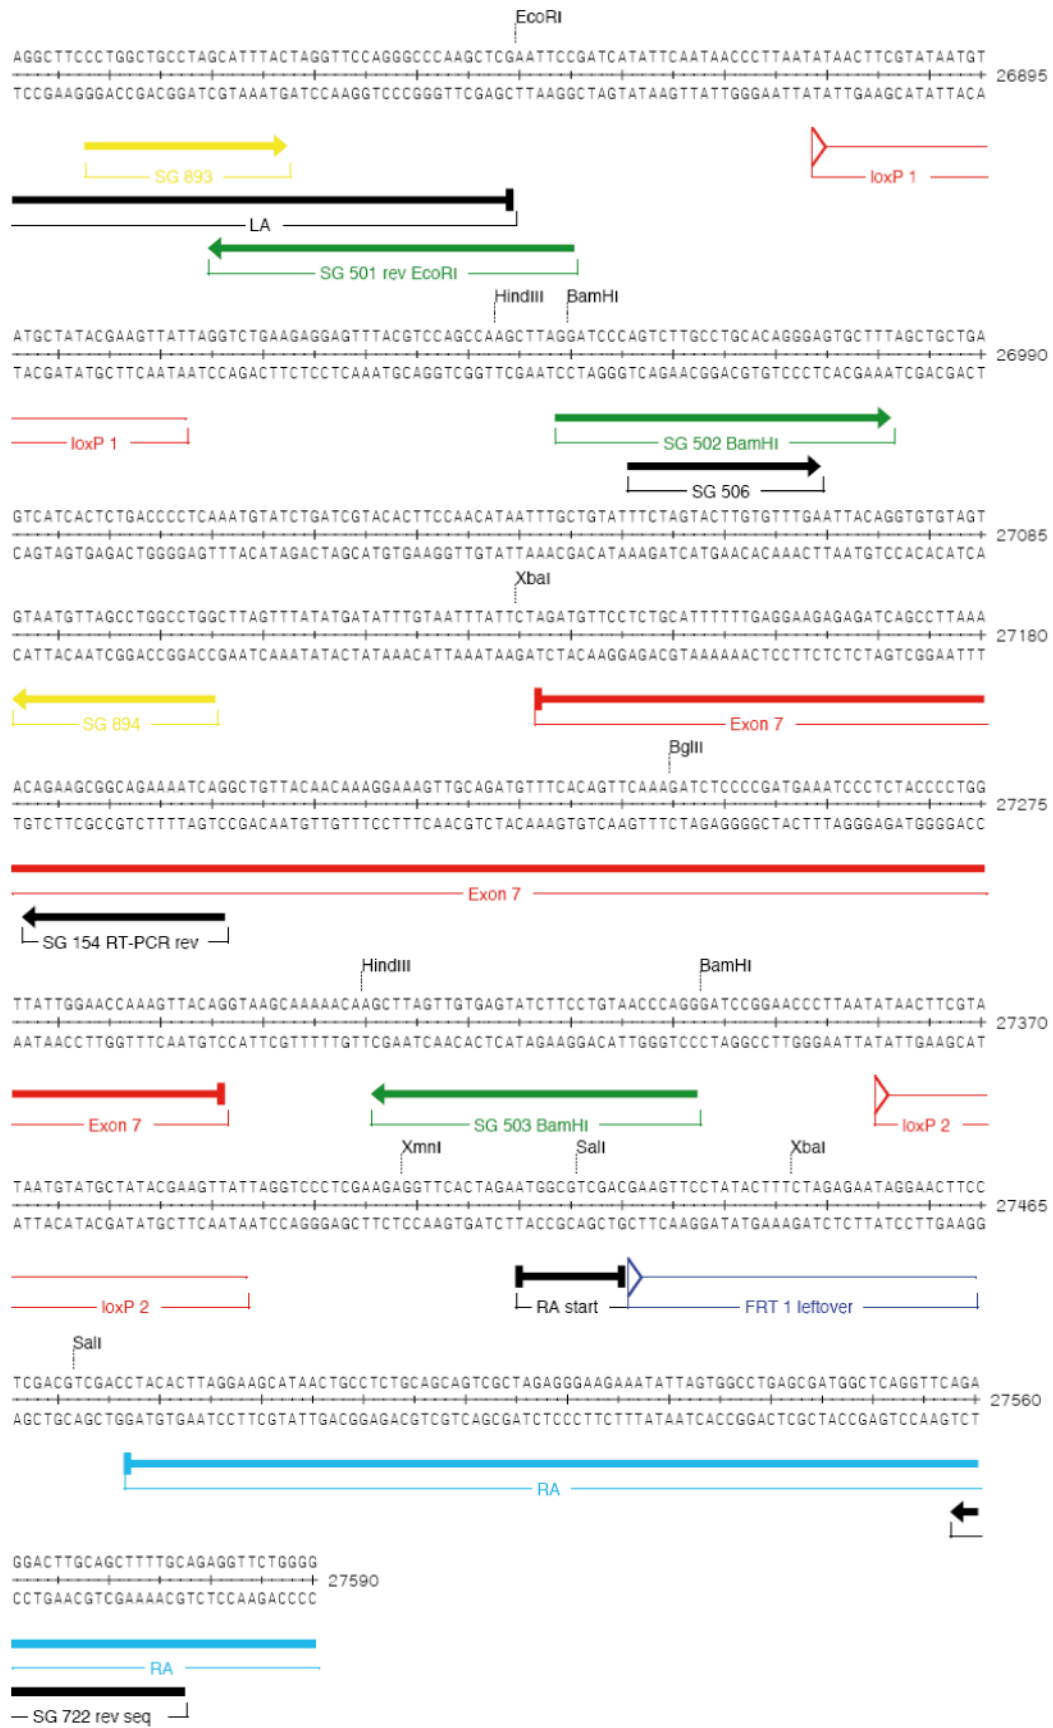 EcoRI
AGGCTTCCCTGGCTGCCTAGCATTTACTAGGTTCCAGGGCCCAAGCTCGAATTCCGATCATATTCAATAACCCTTAATATAACTTCGTATAATGT
26895
TCCGAAGGGACCGACGGATCGTAAATGATCCAAGGTCCCGGGTTCGAGCTTAAGGCTAGTATAAGTTATTGGGAATTATATTGAAGCATATTACA
SG 893
loxP 1
LA
SG 501 rev EcoRI
HindIII BamHI
ATGCTATACGAAGTTATTAGGTCTGAAGAGGAGTTTACGTCCAGCCAAGCTTAGGATCCCAGTCTTGCCTGCACAGGGAGTGCTTTAGCTGCTGA
26990
TACGATATGCTTCAATAATCCAGACTTCTCCTCAAATGCAGGTCGGTTCGAATCCTAGGGTCAGAACGGACGTGTCCCTCACGAAATCGACGACT
loxP 1
SG 502 BamHI
SG 506
GTCATCACTCTGACCCCTCAAATGTATCTGATCGTACACTTCCAACATAATTTGCTGTATTTCTAGTACTTGTGTTTGAATTACAGGTGTGTAGT
27085
CAGTAGTGAGACTGGGGAGTTTACATAGACTAGCATGTGAAGGTTGTATTAAACGACATAAAGATCATGAACACAAACTTAATGTCCACACATCA
XbaI
GTAATGTTAGCCTGGCCTGGCTTAGTTTATATGATATTTGTAATTTATTCTAGATGTTCCTCTGCATTTTTTGAGGAAGAGAGATCAGCCTTAAA
27180
CATTACAATCGGACCGGACCGAATCAAATATACTATAAACATTAAATAAGATCTACAAGGAGACGTAAAAAACTCCTTCTCTCTAGTCGGAATTT
SG 894
Exon 7
BglII
ACAGAAGCGGCAGAAAATCAGGCTGTTACAACAAAGGAAAGTTGCAGATGTTTCACAGTTCAAAGATCTCCCCGATGAAATCCCTCTACCCCTGG
27275
TGTCTTCGCCGTCTTTTAGTCCGACAATGTTGTTTCCTTTCAACGTCTACAAAGTGTCAAGTTTCTAGAGGGGCTACTTTAGGGAGATGGGGACC
Exon 7
SG 154 RT-PCR rev
HindIII BamHI
TTATTGGAACCAAAGTTACAGGTAAGCAAAAACAAGCTTAGTTGTGAGTATCTTCCTGTAACCCAGGGATCCGGAACCCTTAATATAACTTCGTA
27370
AATAACCTTGGTTTCAATGTCCATTCGTTTTTGTTCGAATCAACACTCATAGAAGGACATTGGGTCCCTAGGCCTTGGGAATTATATTGAAGCAT
Exon 7
SG 503 BamHI
loxP 2
XmnI SalI XbaI
TAATGTATGCTATACGAAGTTATTAGGTCCCTCGAAGAGGTTCACTAGAATGGCGTCGACGAAGTTCCTATACTTTCTAGAGAATAGGAACTTCC
27465
ATTACATACGATATGCTTCAATAATCCAGGGAGCTTCTCCAAGTGATCTTACCGCAGCTGCTTCAAGGATATGAAAGATCTCTTATCCTTGAAGG
loxP 2
RA start
FRT 1 leftover
SalI
TCGACGTCGACCTACACTTAGGAAGCATAACTGCCTCTGCAGCAGTCGCTAGAGGGAAGAAATATTAGTGGCCTGAGCGATGGCTCAGGTTCAGA
27560
AGCTGCAGCTGGATGTGAATCCTTCGTATTGACGGAGACGTCGTCAGCGATCTCCCTTCTTTATAATCACCGGACTCGCTACCGAGTCCAAGTCT
RA
GGACTTGCAGCTTTTGCAGAGGTTCTGGGG
27590
CCTGAACGTCGAAAACGTCTCCAAGACCCC
RA
SG 722 rev seq